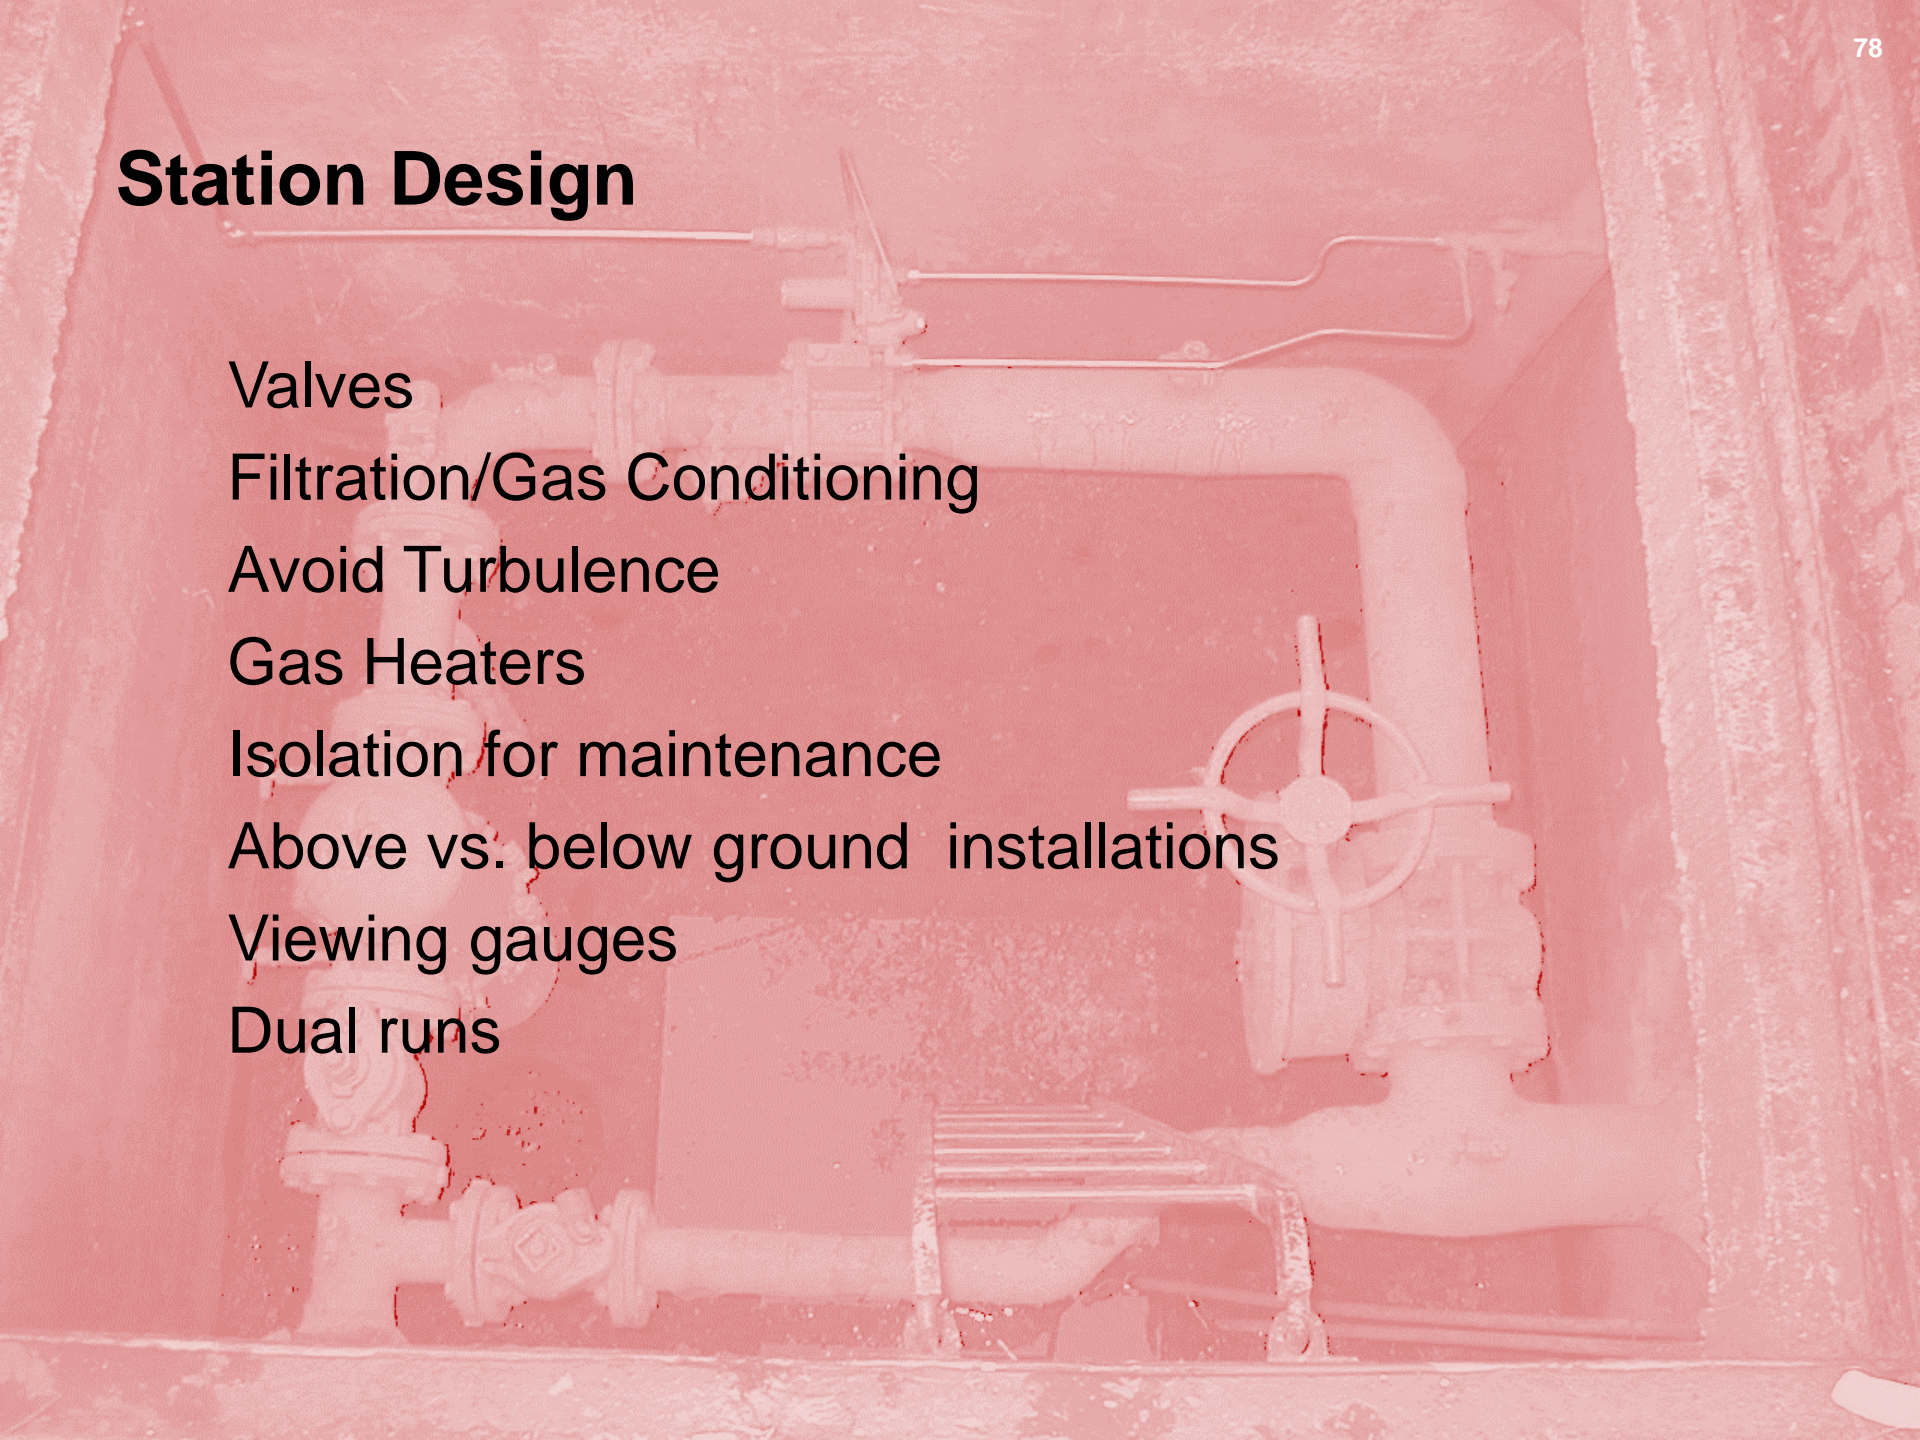 78
Station Design
Valves
Filtration/Gas Conditioning
Avoid Turbulence
Gas Heaters
Isolation for maintenance
Above vs. below ground  installations
Viewing gauges
Dual runs